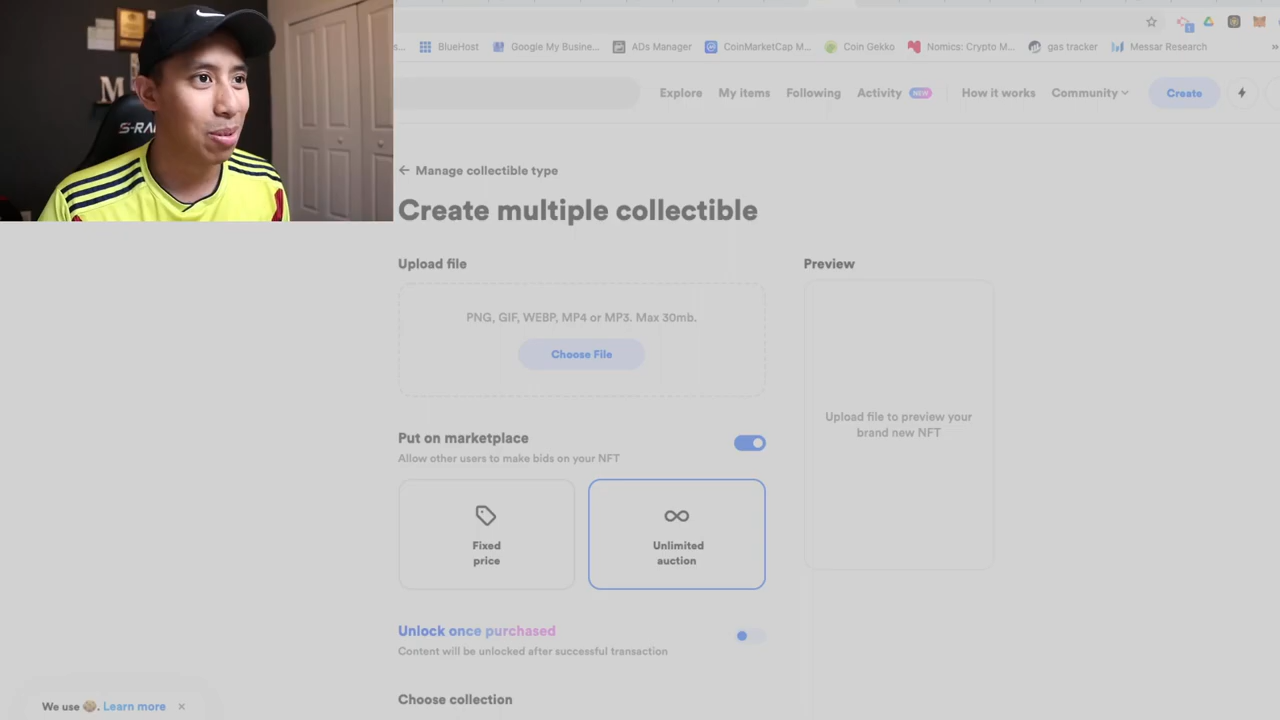 S-RA
M
s...
BlueHost
Google My Busine...
ADs Manager
CoinMarketCap M...
Coin Gekko
Nomics: Crypto M...
gas tracker
Messar Research
»
Explore
My items
Following
Activity NEW
How it works
Community
Create
Manage collectible type
Create multiple collectible
Upload file
PNG, GIF, WEBP, MP4 or MP3. Max 30mb.
Choose File
Preview
Upload file to preview your
brand new NFT
Put on marketplace
Allow other users to make bids on your NFT
Fixed
price
Unlimited
auction
Unlock once purchased
Content will be unlocked after successful transaction
Choose collection
We use 🍪. Learn more ×